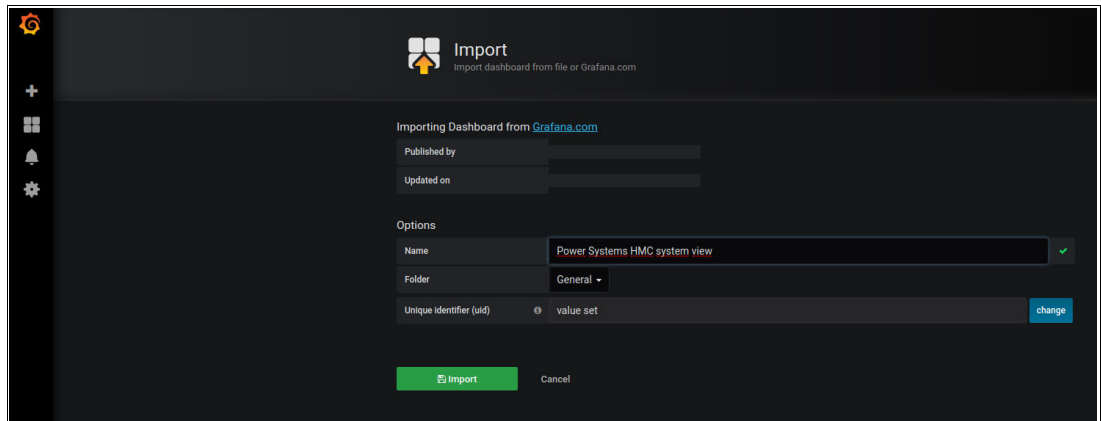 Import
Import dashboard from file or Grafana.com
Importing Dashboard from Grafana.com
Published by
Updated on
Options
Name Power Systems HMC system view
Folder General
Unique identifier (uid) value set change
Import Cancel